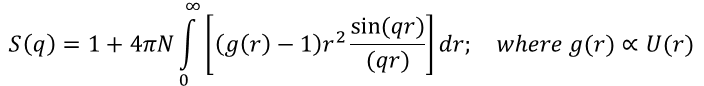 S(q) = 1 + 4πN ∫₀^∞ [(g(r) − 1)r² sin(qr)/(qr)] dr; where g(r) ∝ U(r)